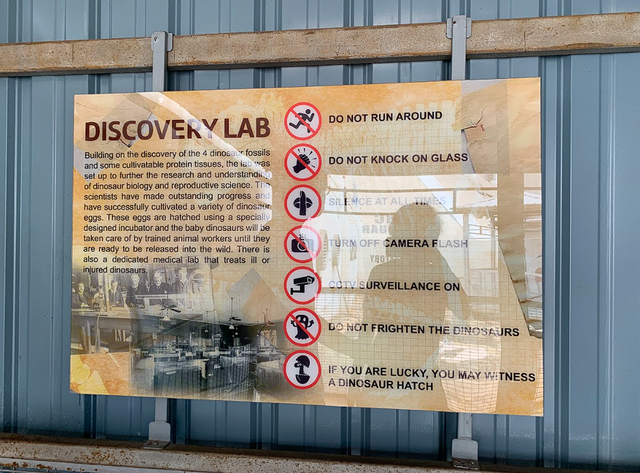 DISCOVERY LAB
Building on the discovery of the 4 dinosaur fossils
and some cultivatable protein tissues, the lab was
set up to further the research and understanding
of dinosaur biology and reproductive science. The
scientists have made outstanding progress and
have successfully cultivated a variety of dinosaur
eggs. These eggs are hatched using a specially
designed incubator and the baby dinosaurs will be
taken care of by trained animal workers until they
are ready to be released into the wild. There is
also a dedicated medical lab that treats ill or
injured dinosaurs.
DO NOT RUN AROUND
DO NOT KNOCK ON GLASS
SILENCE AT ALL TIMES
TURN OFF CAMERA FLASH
CCTV SURVEILLANCE ON
DO NOT FRIGHTEN THE DINOSAURS
IF YOU ARE LUCKY, YOU MAY WITNESS
A DINOSAUR HATCH